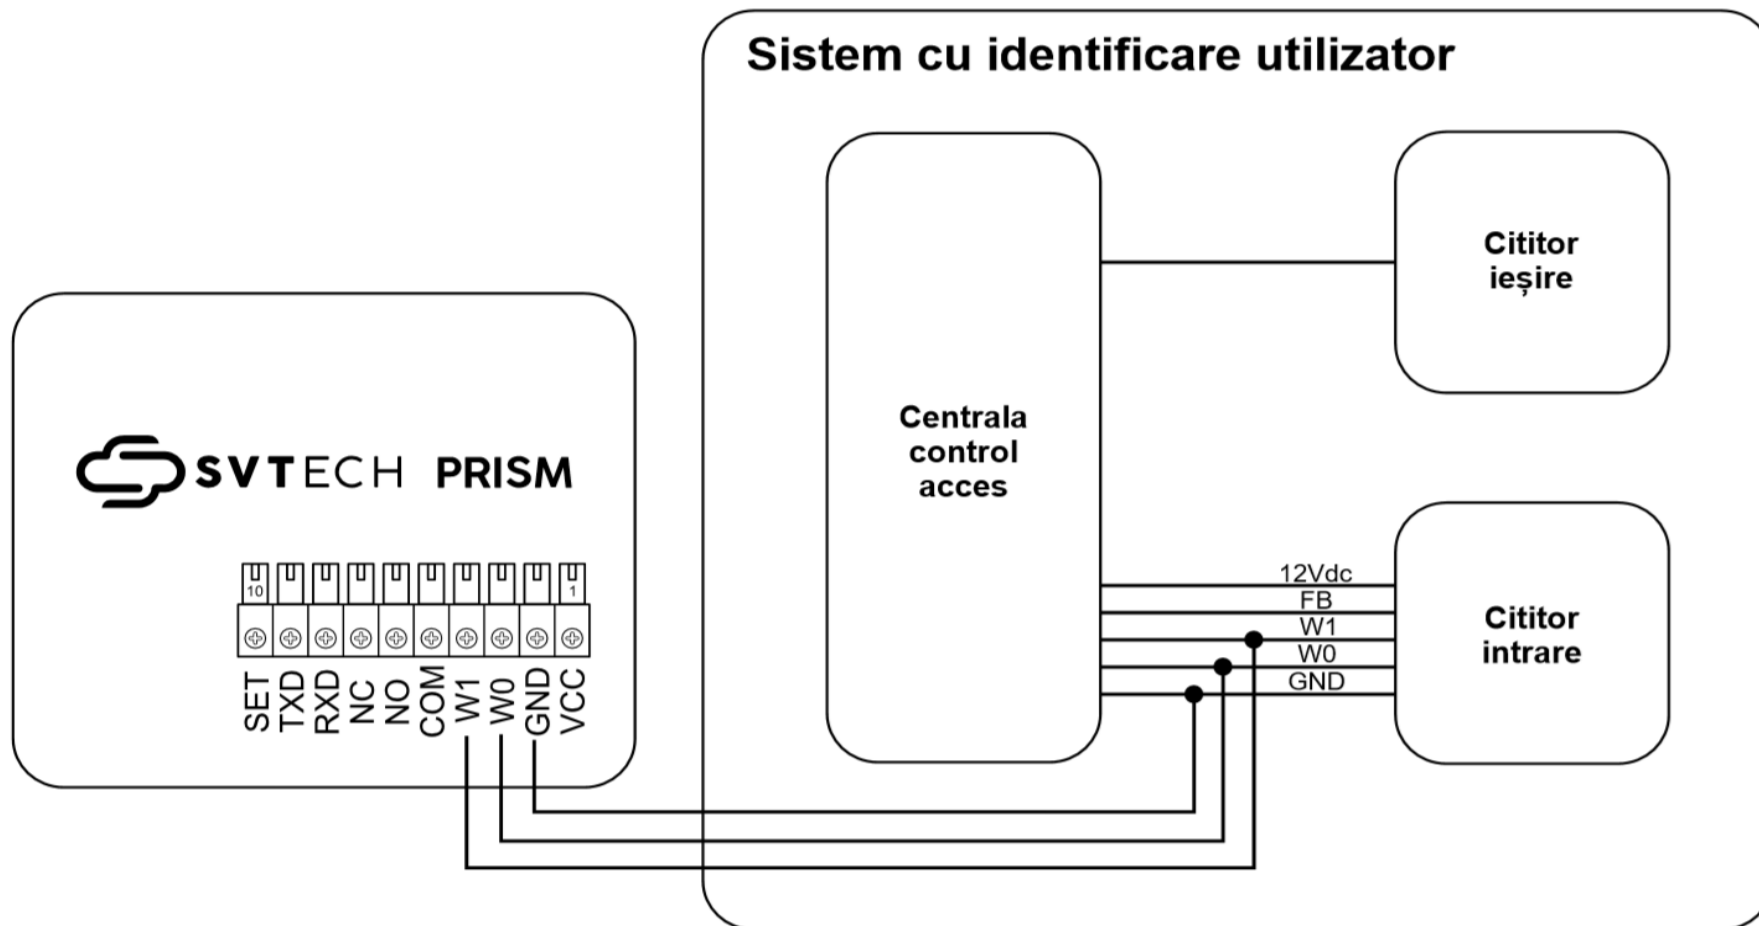 Sistem cu identificare utilizator
Cititor
ieșire
Centrala
control
acces
SVTECH PRISM
10
1
SET
TXD
RXD
NC
NO
COM
W1
W0
GND
VCC
12Vdc
FB
W1
W0
GND
Cititor
intrare